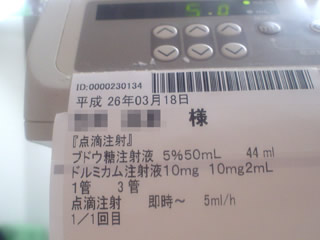 5.0
ID:0000230134
平成 26年03月18日
様
『点滴注射』
ブドウ糖注射液 5%50mL 44 ml
ドルミカム注射液10mg 10mg2mL
1管 3管
点滴注射 即時~ 5ml/h
1/1回目